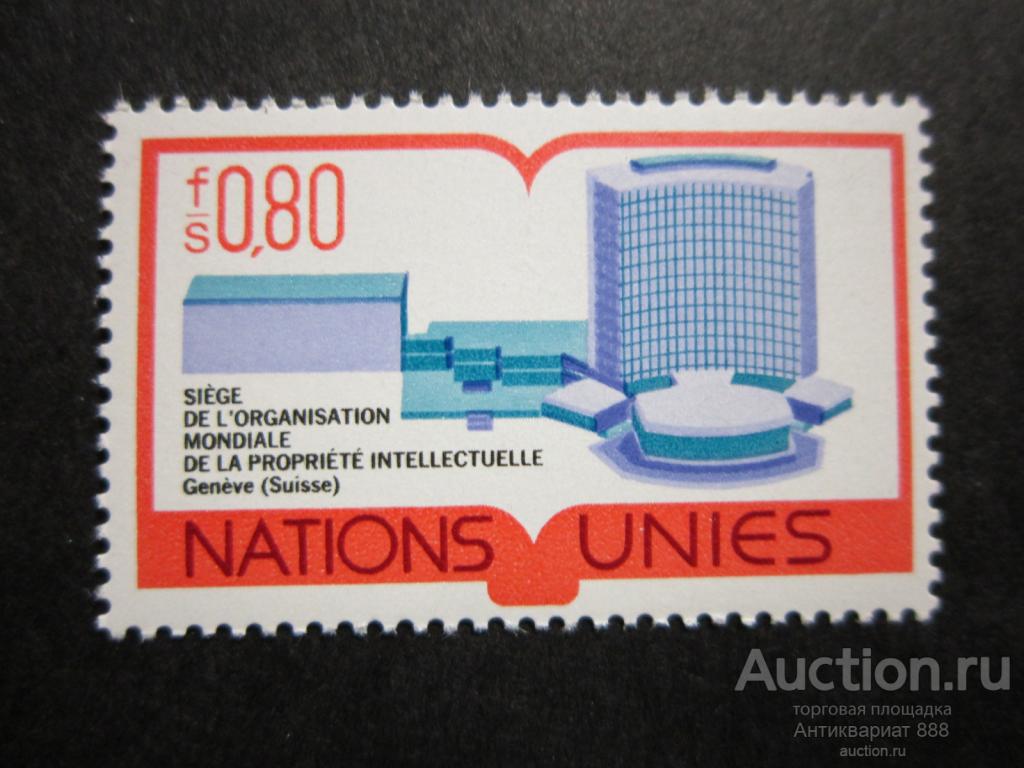 f/s 0,80
SIÈGE
DE L'ORGANISATION
MONDIALE
DE LA PROPRIÉTÉ INTELLECTUELLE
Genève (Suisse)
NATIONS UNIES
Auction.ru
торговая площадка
Антиквариат 888
auction.ru